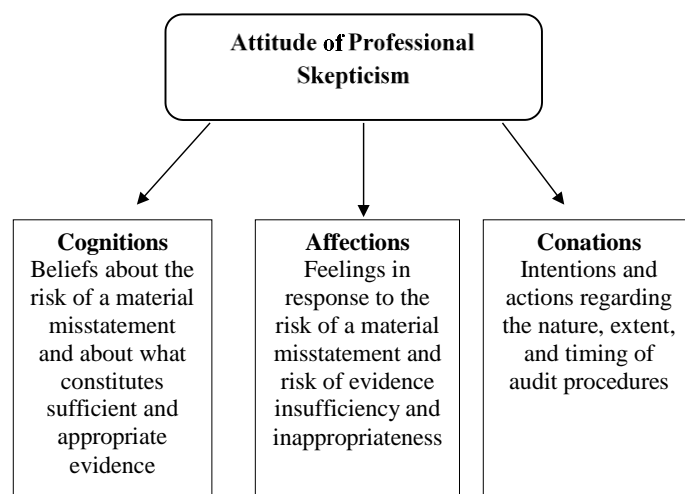 Attitude of Professional
Skepticism
Cognitions
Beliefs about the
risk of a material
misstatement
and about what
constitutes
sufficient and
appropriate
evidence
Affections
Feelings in
response to the
risk of a material
misstatement and
risk of evidence
insufficiency and
inappropriateness
Conations
Intentions and
actions regarding
the nature, extent,
and timing of
audit procedures